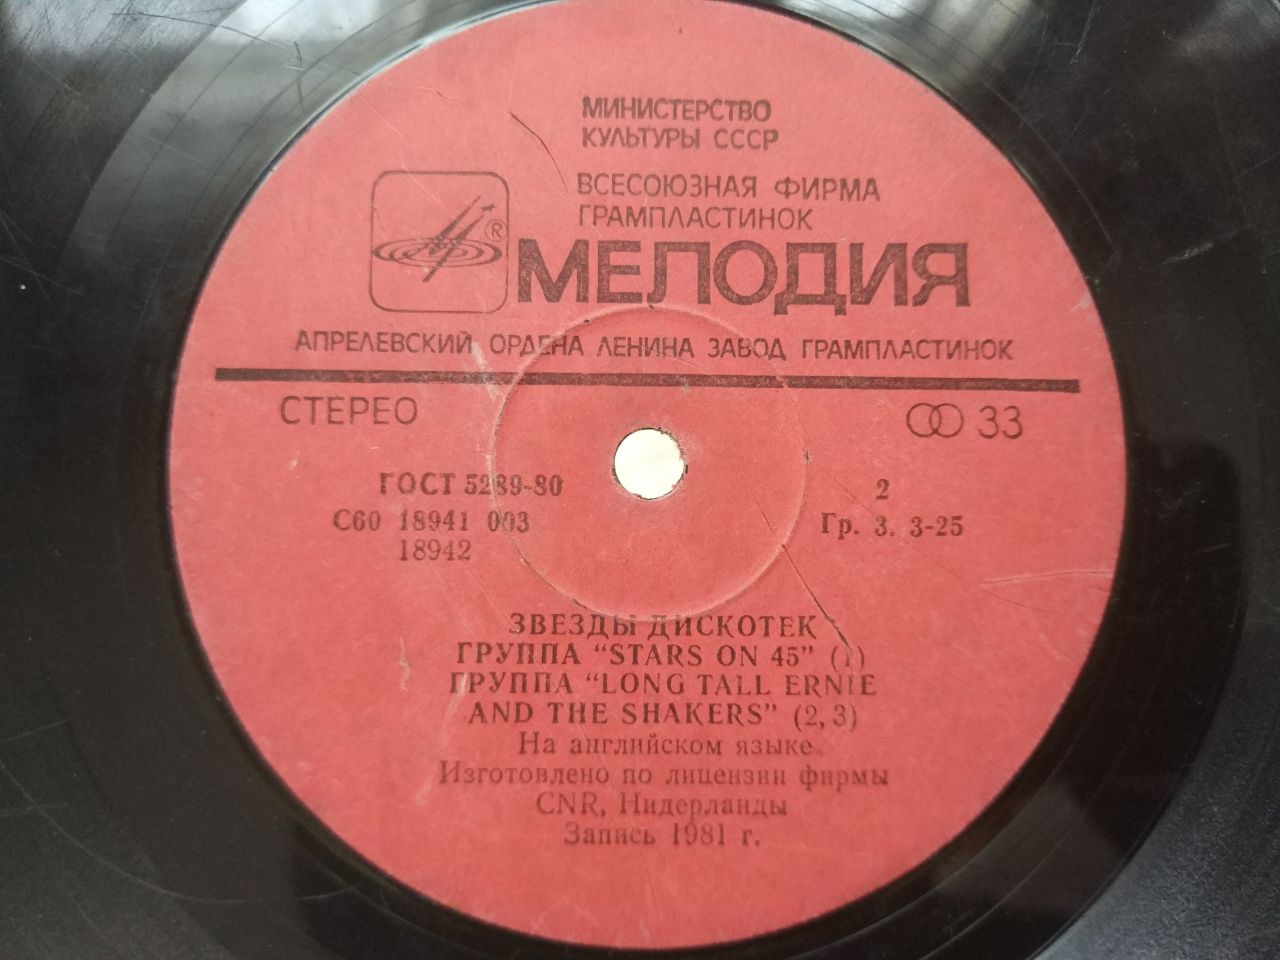 МИНИСТЕРСТВО
КУЛЬТУРЫ СССР
ВСЕСОЮЗНАЯ ФИРМА
ГРАМПЛАСТИНОК
®
МЕЛОДИЯ
АПРЕЛЕВСКИЙ ОРДЕНА ЛЕНИНА ЗАВОД ГРАМПЛАСТИНОК
СТЕРЕО 33
ГОСТ 5289-80 2
С60 18941 003 Гр. 3. 3-25
18942
ЗВЕЗДЫ ДИСКОТЕК
ГРУППА "STARS ON 45" (1)
ГРУППА "LONG TALL ERNIE
AND THE SHAKERS" (2, 3)
На английском языке
Изготовлено по лицензии фирмы
CNR, Нидерланды
Запись 1981 г.